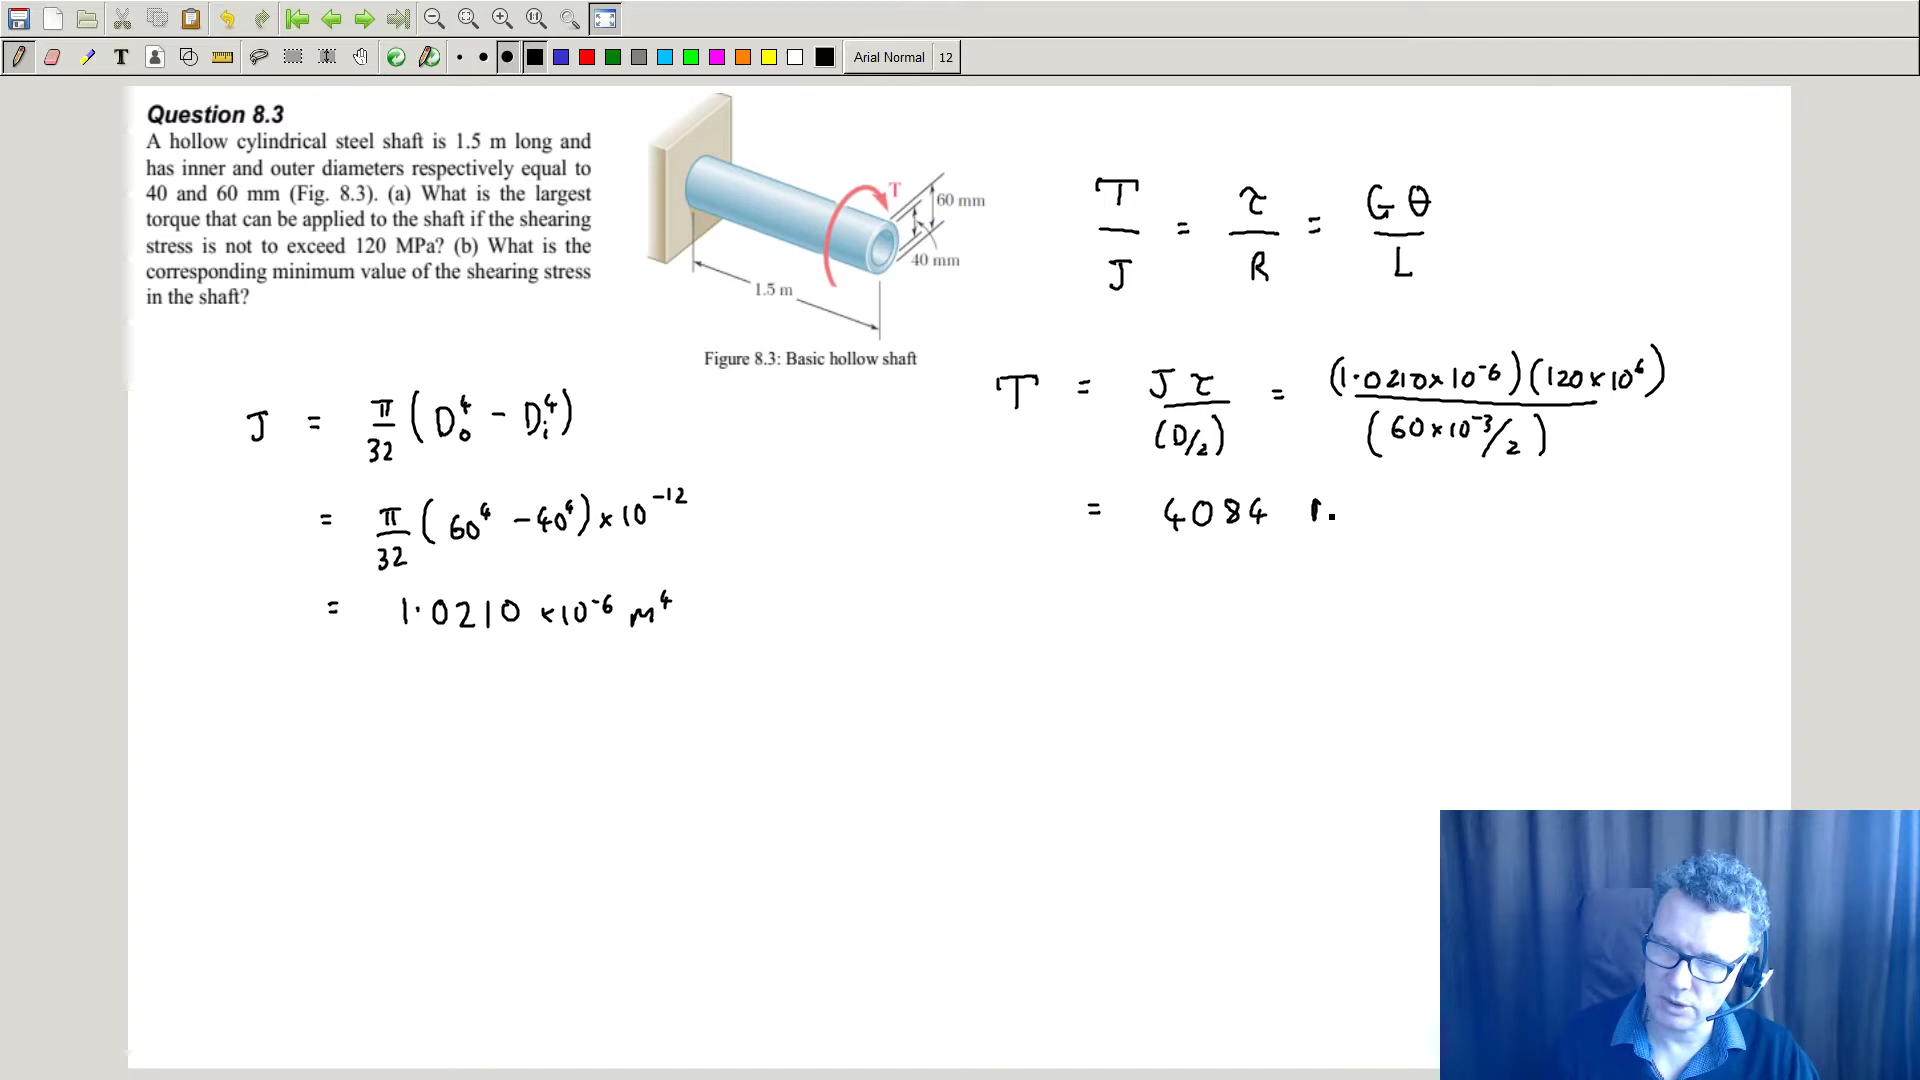 Arial Normal 12
Question 8.3
A hollow cylindrical steel shaft is 1.5 m long and
has inner and outer diameters respectively equal to
40 and 60 mm (Fig. 8.3). (a) What is the largest
torque that can be applied to the shaft if the shearing
stress is not to exceed 120 MPa? (b) What is the
corresponding minimum value of the shearing stress
in the shaft?
T
60 mm
40 mm
1.5 m
Figure 8.3: Basic hollow shaft
T/J = τ/R = Gθ/L
J = π/32 (D₀⁴ - Dᵢ⁴)
= π/32 (60⁴ - 40⁴) × 10⁻¹²
= 1.0210 × 10⁻⁶ m⁴
T = Jτ/(D/2) = (1.0210 × 10⁻⁶)(120 × 10⁶)/(60 × 10⁻³/2)
= 4084